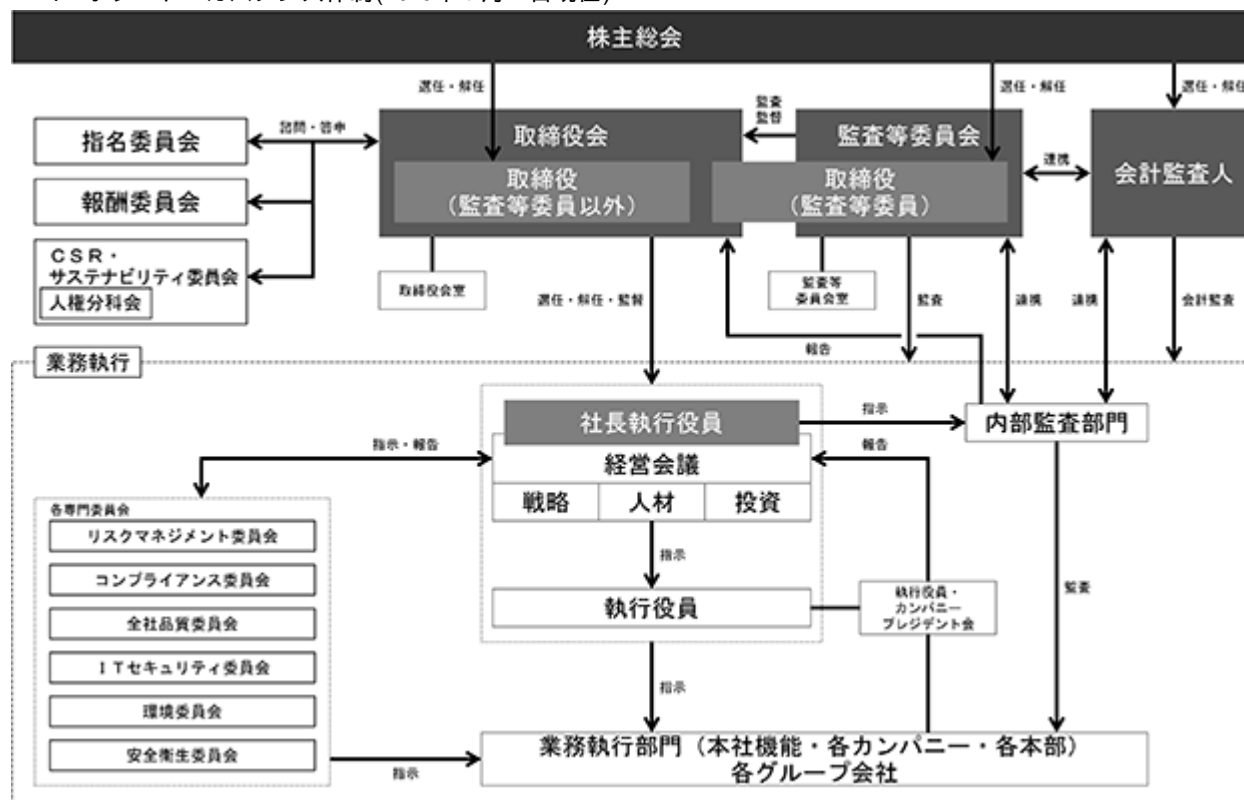 株主総会
選任・解任
選任・解任
選任・解任
監査
監督
指名委員会
諮問・答申
取締役会
監査等委員会
会計監査人
連携
取締役
(監査等委員以外)
取締役
(監査等委員)
報酬委員会
CSR・
サステナビリティ委員会
人権分科会
取締役会室
選任・解任・監督
監査等
委員会室
監査
連携
連携
会計監査
報告
業務執行
社長執行役員
指示
内部監査部門
指示・報告
経営会議
報告
戦略
人材
投資
各専門委員会
リスクマネジメント委員会
コンプライアンス委員会
全社品質委員会
ITセキュリティ委員会
環境委員会
安全衛生委員会
指示
執行役員
執行役員・
カンパニー
プレジデント会
監査
指示
指示
業務執行部門(本社機能・各カンパニー・各本部)
各グループ会社